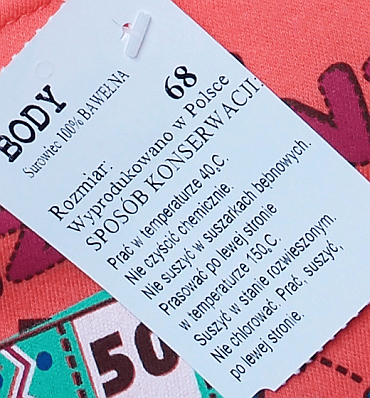 BODY
Surowiec 100% BAWEŁNA
Rozmiar: 68
Wyprodukowano w Polsce
SPOSÓB KONSERWACJI:
Prać w temperaturze 40°C.
Nie czyścić chemicznie.
Nie suszyć w suszarkach bębnowych.
Prasować po lewej stronie
w temperaturze 150°C.
Suszyć w stanie rozwieszonym.
Nie chlorować. Prać, suszyć,
po lewej stronie.
50